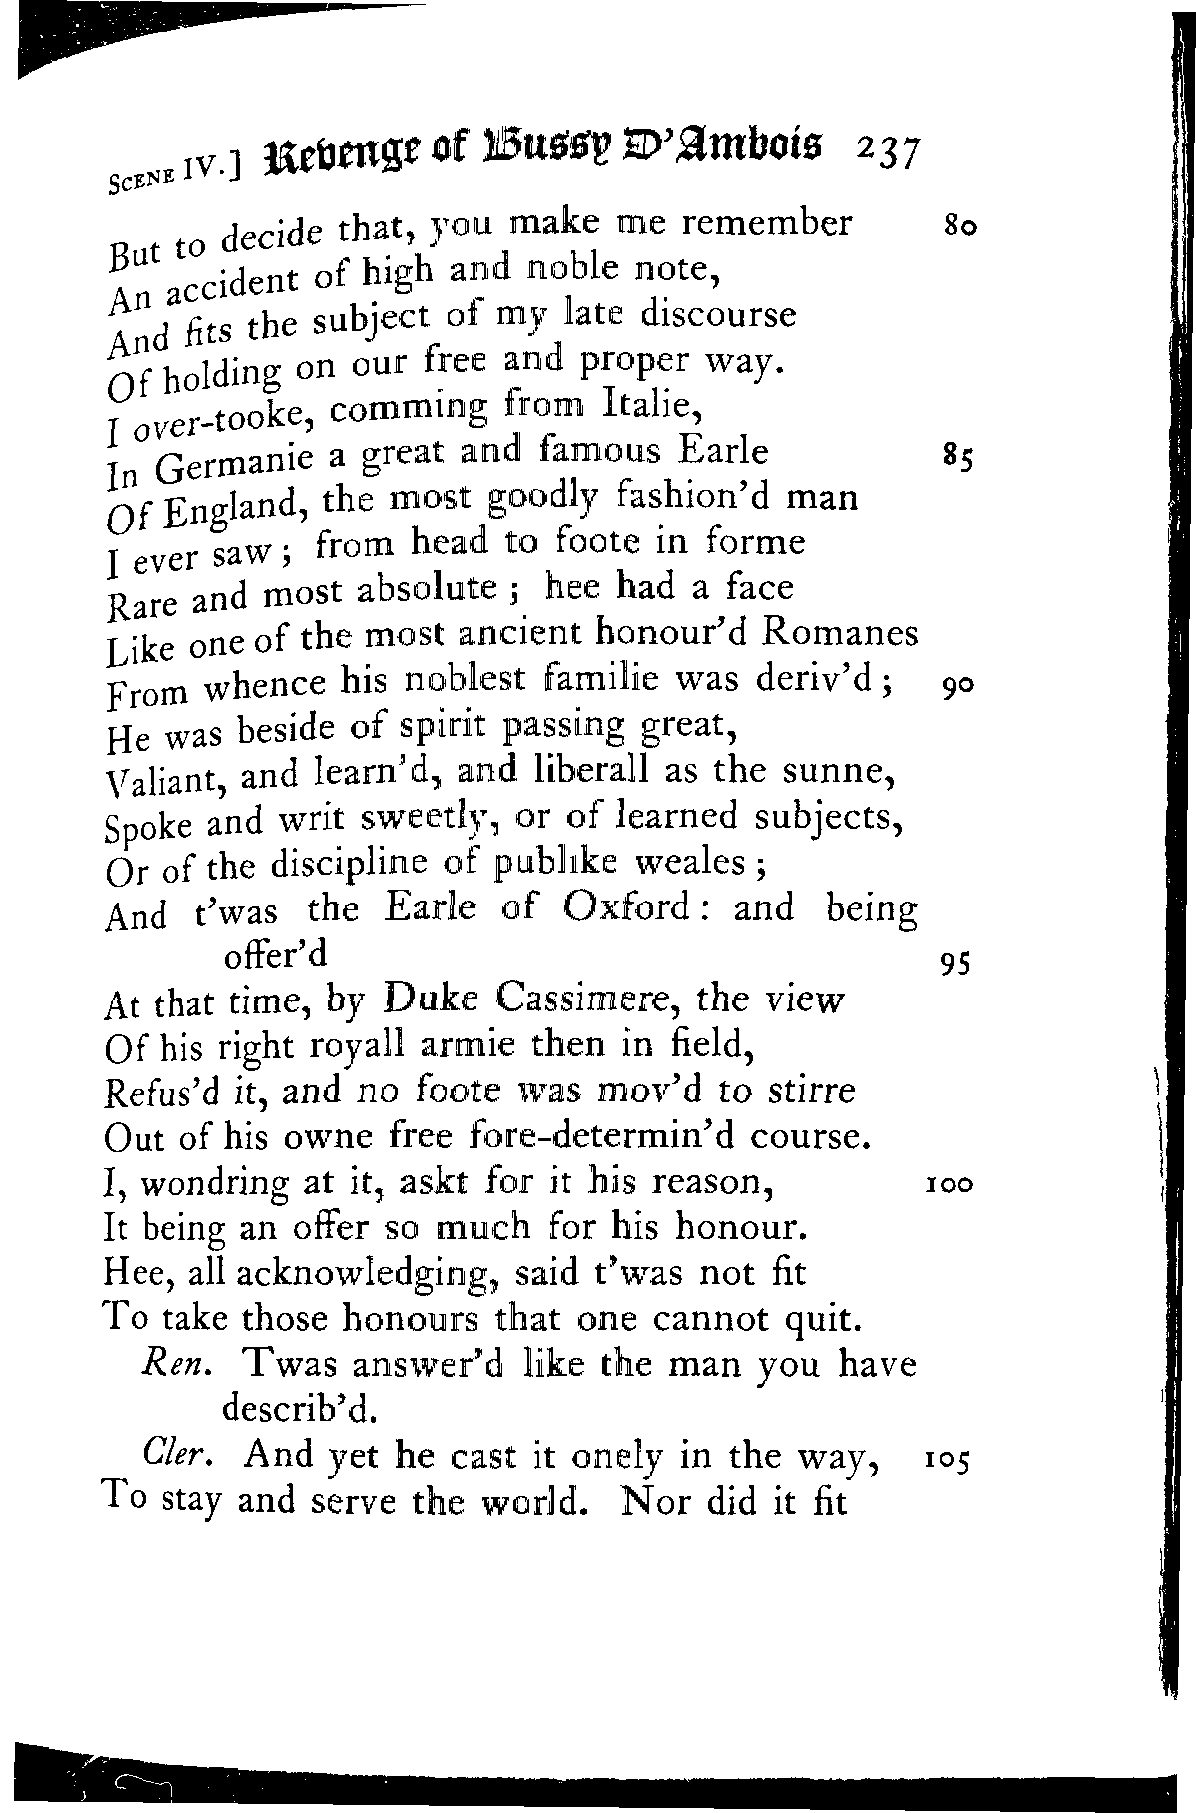 SCENE IV.] Revenge of Bussy D'Ambois 237
But to decide that, you make me remember 80
An accident of high and noble note,
And fits the subject of my late discourse
Of holding on our free and proper way.
I over-tooke, comming from Italie,
In Germanie a great and famous Earle 85
Of England, the most goodly fashion'd man
I ever saw; from head to foote in forme
Rare and most absolute; hee had a face
Like one of the most ancient honour'd Romanes
From whence his noblest familie was deriv'd; 90
He was beside of spirit passing great,
Valiant, and learn'd, and liberall as the sunne,
Spoke and writ sweetly, or of learned subjects,
Or of the discipline of publike weales;
And t'was the Earle of Oxford: and being
offer'd 95
At that time, by Duke Cassimere, the view
Of his right royall armie then in field,
Refus'd it, and no foote was mov'd to stirre
Out of his owne free fore-determin'd course.
I, wondring at it, askt for it his reason, 100
It being an offer so much for his honour.
Hee, all acknowledging, said t'was not fit
To take those honours that one cannot quit.
Ren. Twas answer'd like the man you have
describ'd.
Cler. And yet he cast it onely in the way, 105
To stay and serve the world. Nor did it fit